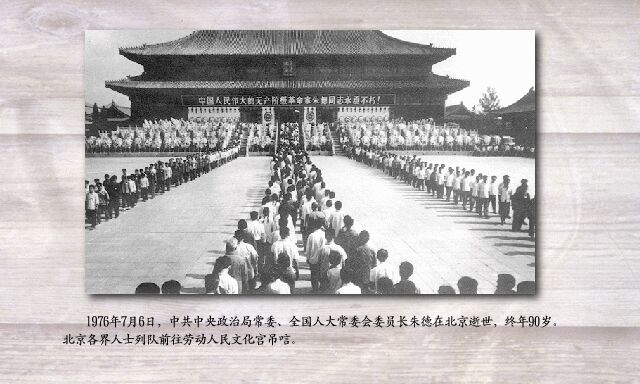 中国人民伟大的无产阶级革命家朱德同志永垂不朽！
1976年7月6日，中共中央政治局常委、全国人大常委会委员长朱德在北京逝世，终年90岁。
北京各界人士列队前往劳动人民文化宫吊唁。